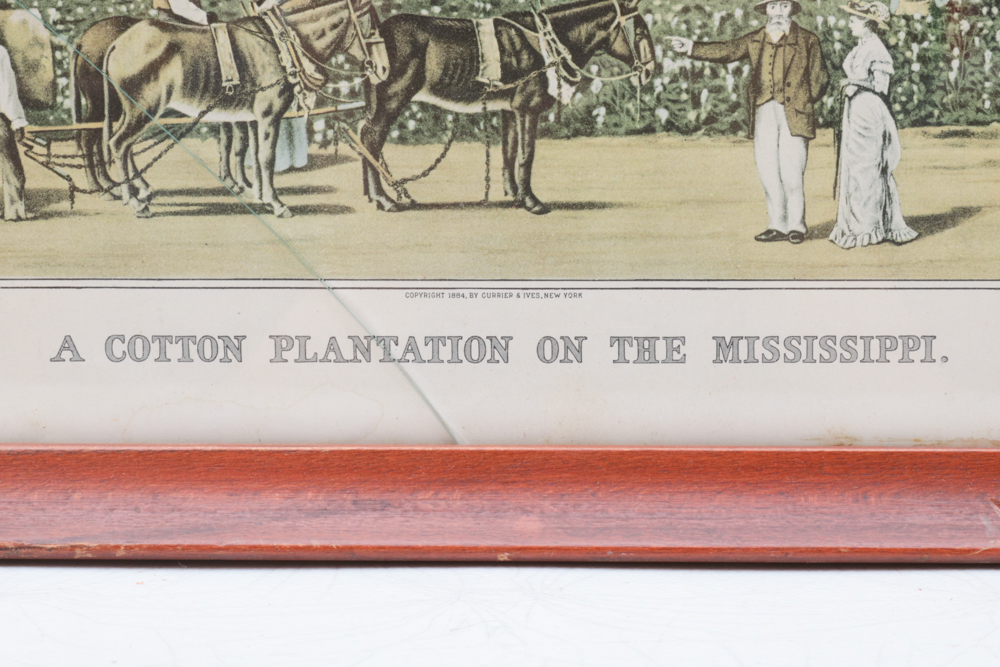 COPYRIGHT 1884, BY CURRIER & IVES, NEW YORK
A COTTON PLANTATION ON THE MISSISSIPPI.